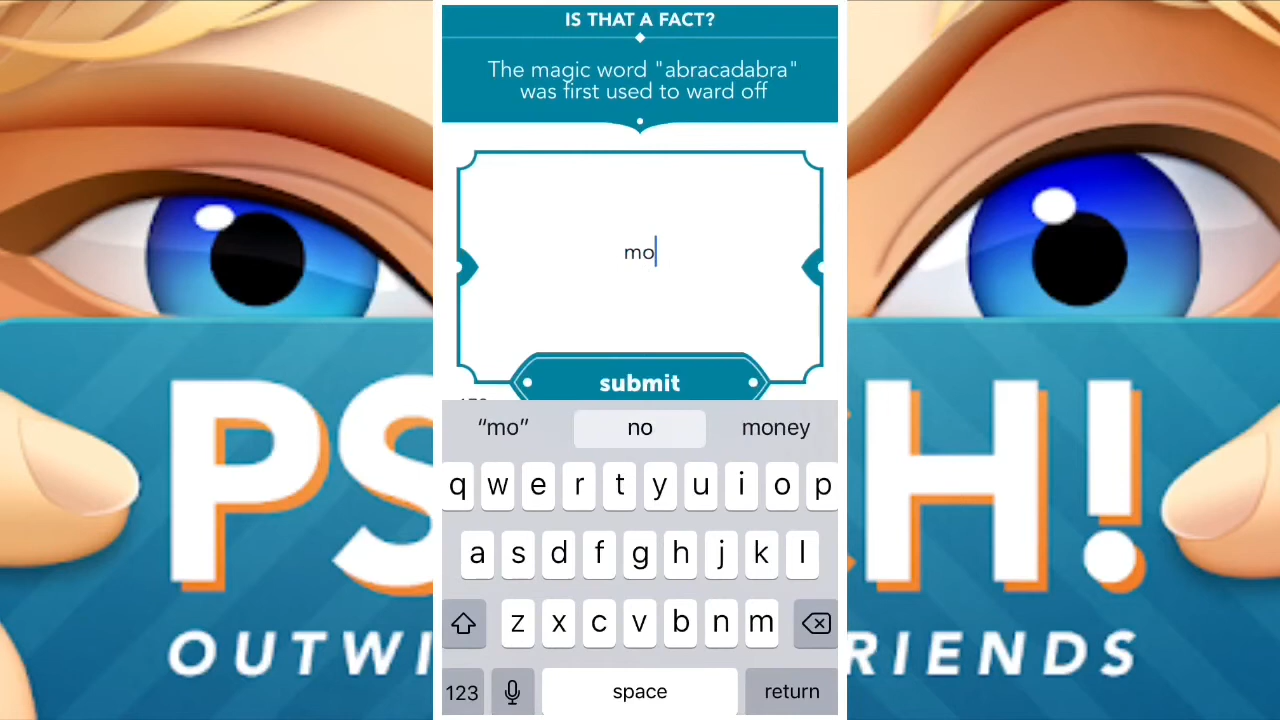 IS THAT A FACT?
The magic word "abracadabra"
was first used to ward off
mo
submit
“mo” no money
q w e r t y u i o p
a s d f g h j k l
z x c v b n m
123 space return
PS H!
OUTWI RIENDS